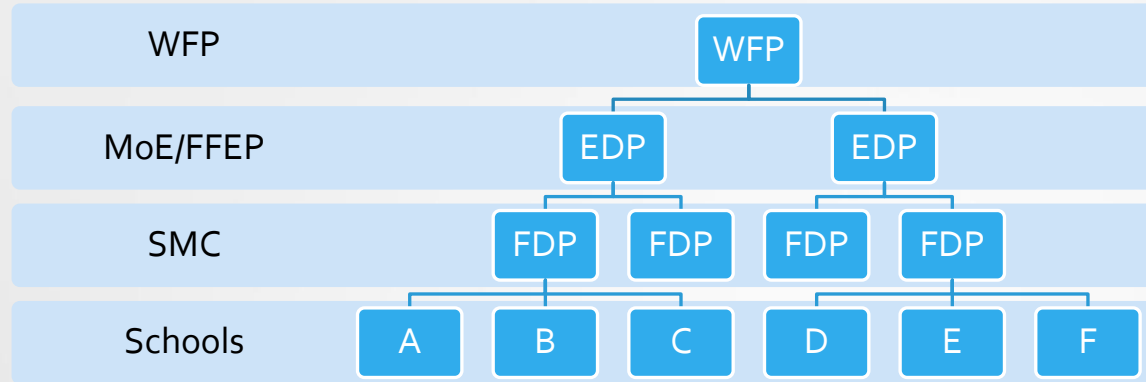 WFP WFP
MoE/FFEP EDP EDP
SMC FDP FDP FDP FDP
Schools A B C D E F